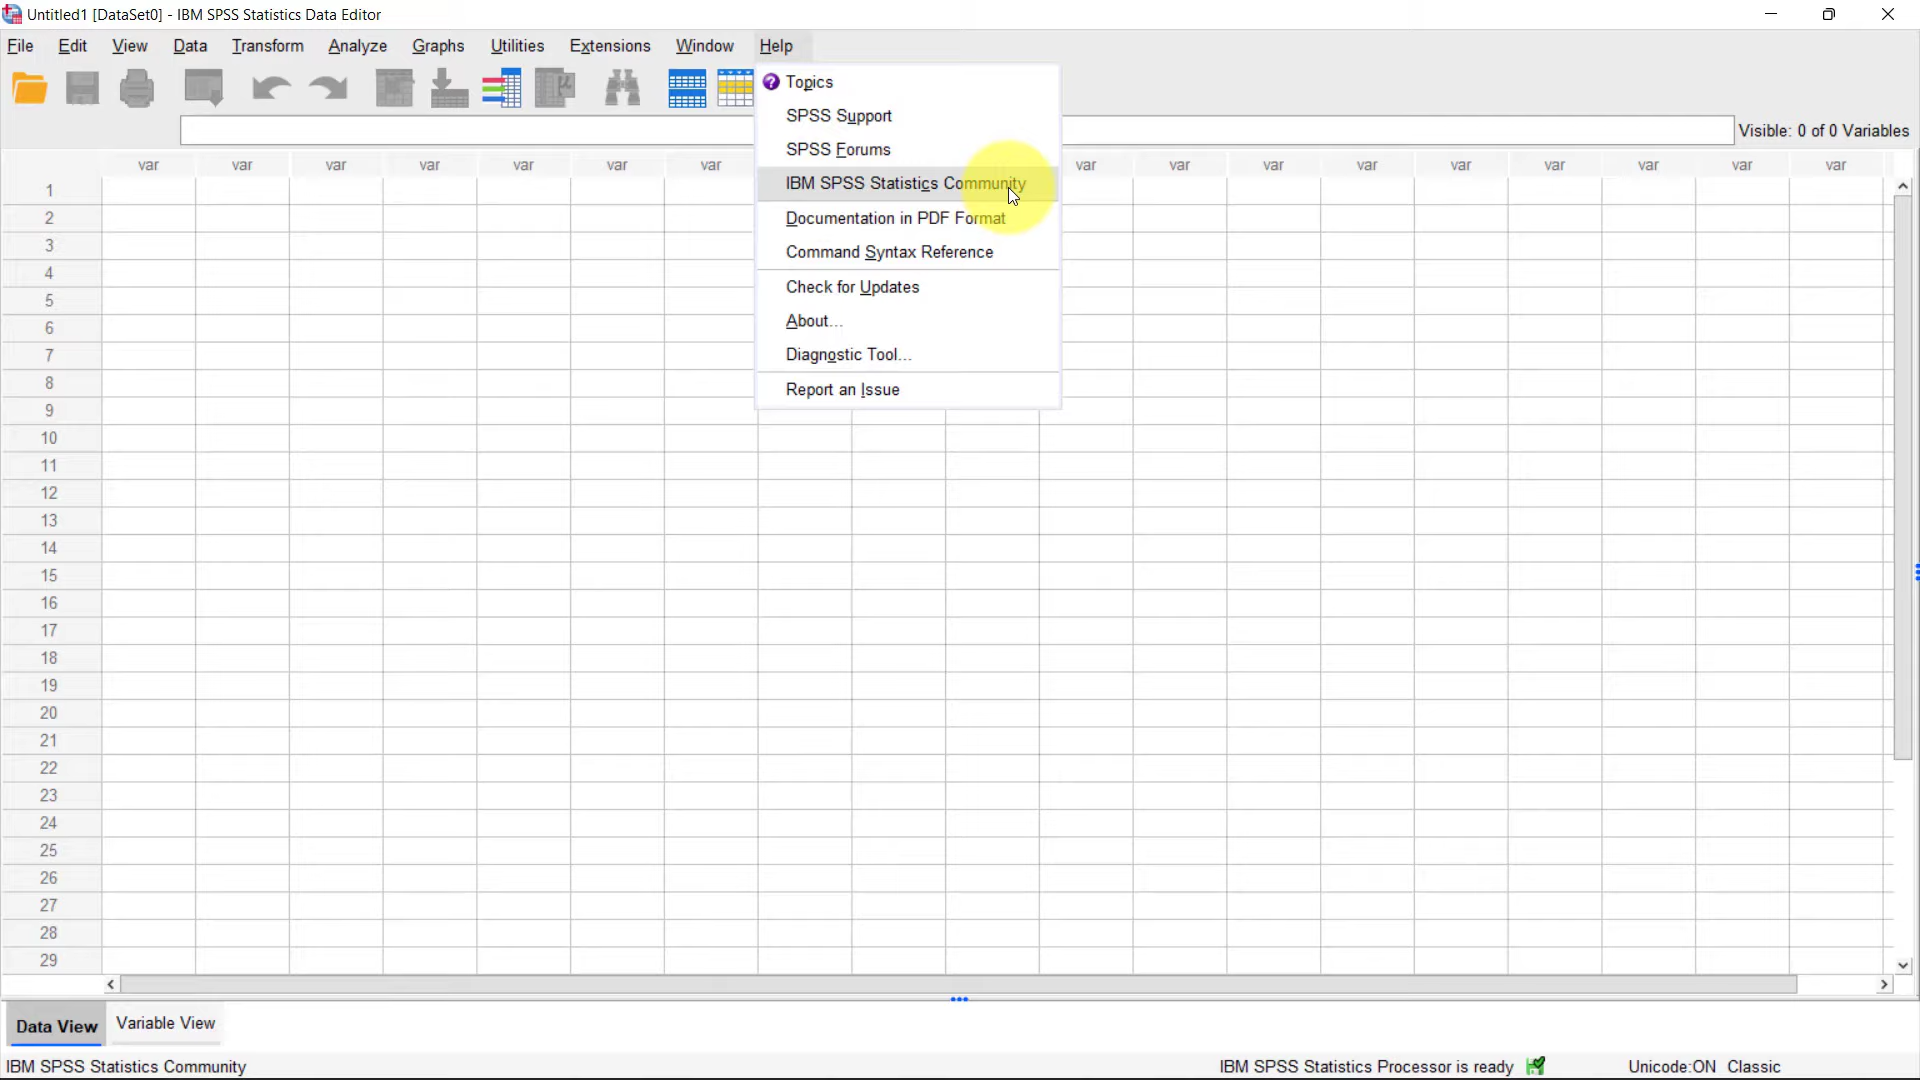 Untitled1 [DataSet0] - IBM SPSS Statistics Data Editor
File Edit View Data Transform Analyze Graphs Utilities Extensions Window Help
Topics
SPSS Support
SPSS Forums
IBM SPSS Statistics Community
Documentation in PDF Format
Command Syntax Reference
Check for Updates
About...
Diagnostic Tool...
Report an Issue
Visible: 0 of 0 Variables
var var var var var var var var var var var var var var var var
1
2
3
4
5
6
7
8
9
10
11
12
13
14
15
16
17
18
19
20
21
22
23
24
25
26
27
28
29
Data View Variable View
IBM SPSS Statistics Community IBM SPSS Statistics Processor is ready Unicode:ON Classic